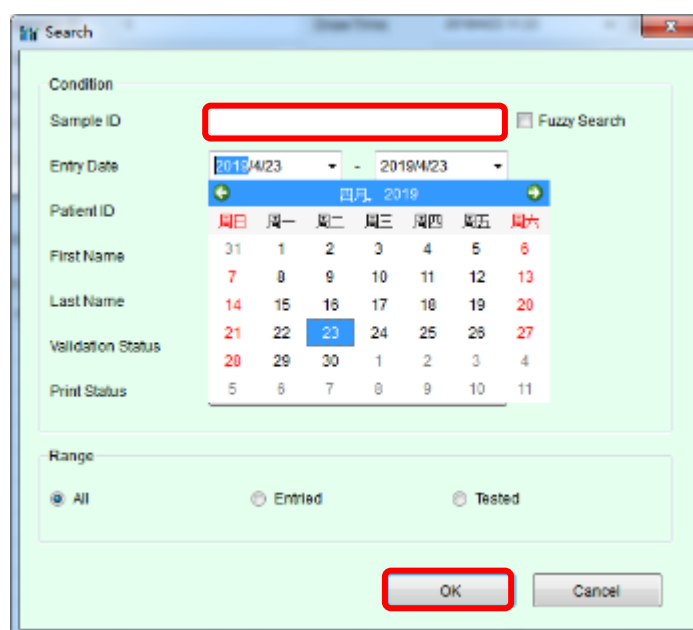 Search
Condition
Sample ID
Fuzzy Search
Entry Date
2019/4/23 - 2019/4/23
四月, 2019
Patient ID
周日 周一 周二 周三 周四 周五 周六
First Name
31 1 2 3 4 5 6
7 8 9 10 11 12 13
Last Name
14 15 16 17 18 19 20
21 22 23 24 25 26 27
Validation Status
28 29 30 1 2 3 4
Print Status
5 6 7 8 9 10 11
Range
All Entried Tested
OK Cancel